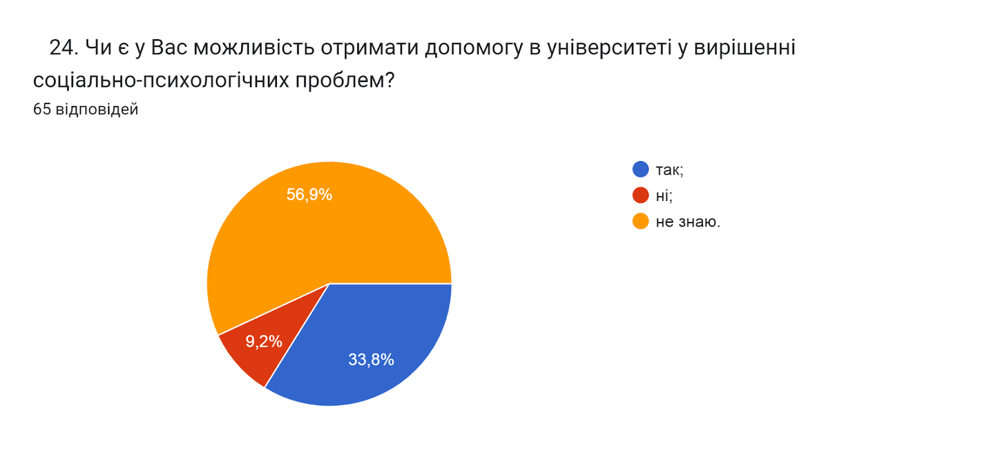 24. Чи є у Вас можливість отримати допомогу в університеті у вирішенні
соціально-психологічних проблем?
65 відповідей
56,9%
9,2%
33,8%
так;
ні;
не знаю.